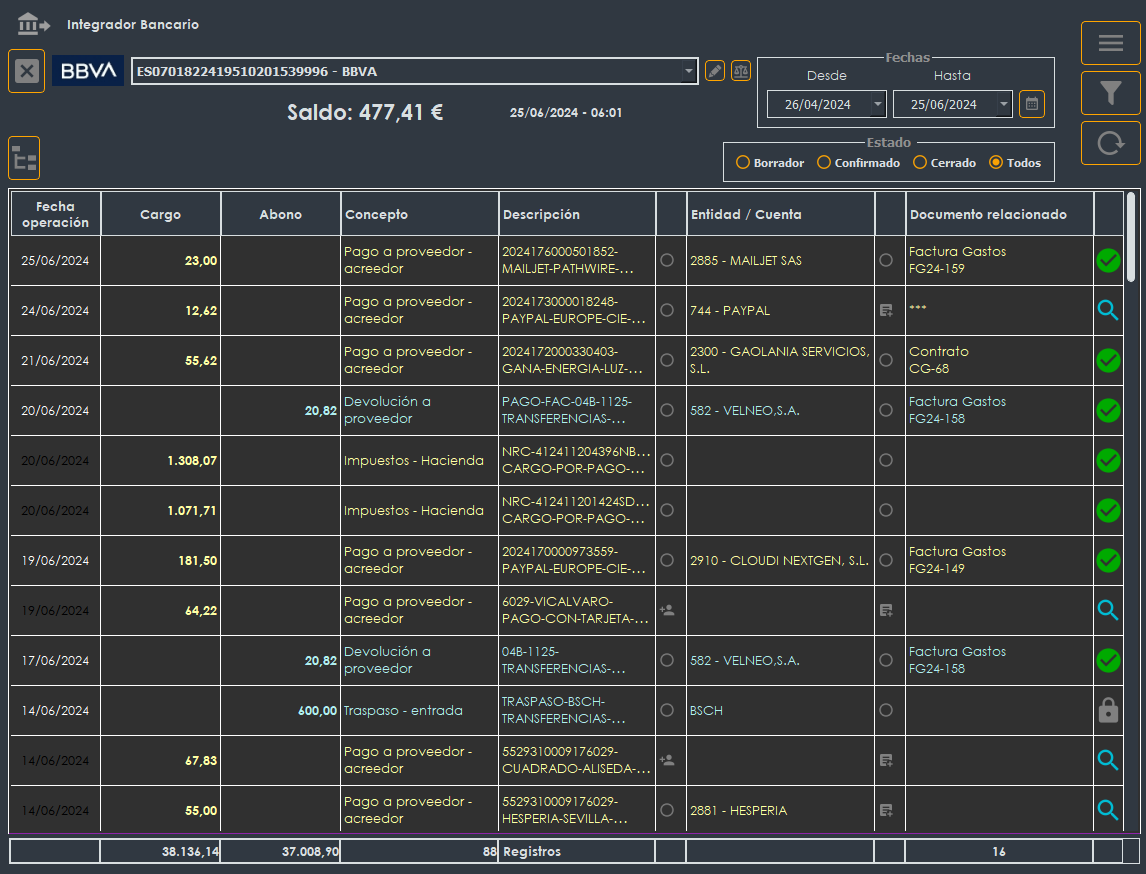 Integrador Bancario
BBVA
ES0701822419510201539996 - BBVA
Fechas
Desde
Hasta
26/04/2024
25/06/2024
Saldo: 477,41 €
25/06/2024 - 06:01
Estado
Borrador
Confirmado
Cerrado
Todos
Fecha
operación
Cargo
Abono
Concepto
Descripción
Entidad / Cuenta
Documento relacionado
25/06/2024
23,00
Pago a proveedor -
acreedor
2024176000501852-
MAILJET-PATHWIRE-...
2885 - MAILJET SAS
Factura Gastos
FG24-159
24/06/2024
12,62
Pago a proveedor -
acreedor
2024173000018248-
PAYPAL-EUROPE-CIE-...
744 - PAYPAL
***
21/06/2024
55,62
Pago a proveedor -
acreedor
2024172000330403-
GANA-ENERGIA-LUZ-...
2300 - GAOLANIA SERVICIOS,
S.L.
Contrato
CG-68
20/06/2024
20,82
Devolución a
proveedor
PAGO-FAC-04B-1125-
TRANSFERENCIAS-...
582 - VELNEO,S.A.
Factura Gastos
FG24-158
20/06/2024
1.308,07
Impuestos - Hacienda
NRC-412411204396NB...
CARGO-POR-PAGO-...
20/06/2024
1.071,71
Impuestos - Hacienda
NRC-412411201424SD...
CARGO-POR-PAGO-...
19/06/2024
181,50
Pago a proveedor -
acreedor
2024170000973559-
PAYPAL-EUROPE-CIE-...
2910 - CLOUDI NEXTGEN, S.L.
Factura Gastos
FG24-149
19/06/2024
64,22
Pago a proveedor -
acreedor
6029-VICALVARO-
PAGO-CON-TARJETA-...
17/06/2024
20,82
Devolución a
proveedor
04B-1125-
TRANSFERENCIAS-...
582 - VELNEO,S.A.
Factura Gastos
FG24-158
14/06/2024
600,00
Traspaso - entrada
TRASPASO-BSCH-
TRANSFERENCIAS-...
BSCH
14/06/2024
67,83
Pago a proveedor -
acreedor
5529310009176029-
CUADRADO-ALISEDA-...
14/06/2024
55,00
Pago a proveedor -
acreedor
5529310009176029-
HESPERIA-SEVILLA-...
2881 - HESPERIA
38.136,14
37.008,90
88
Registros
16